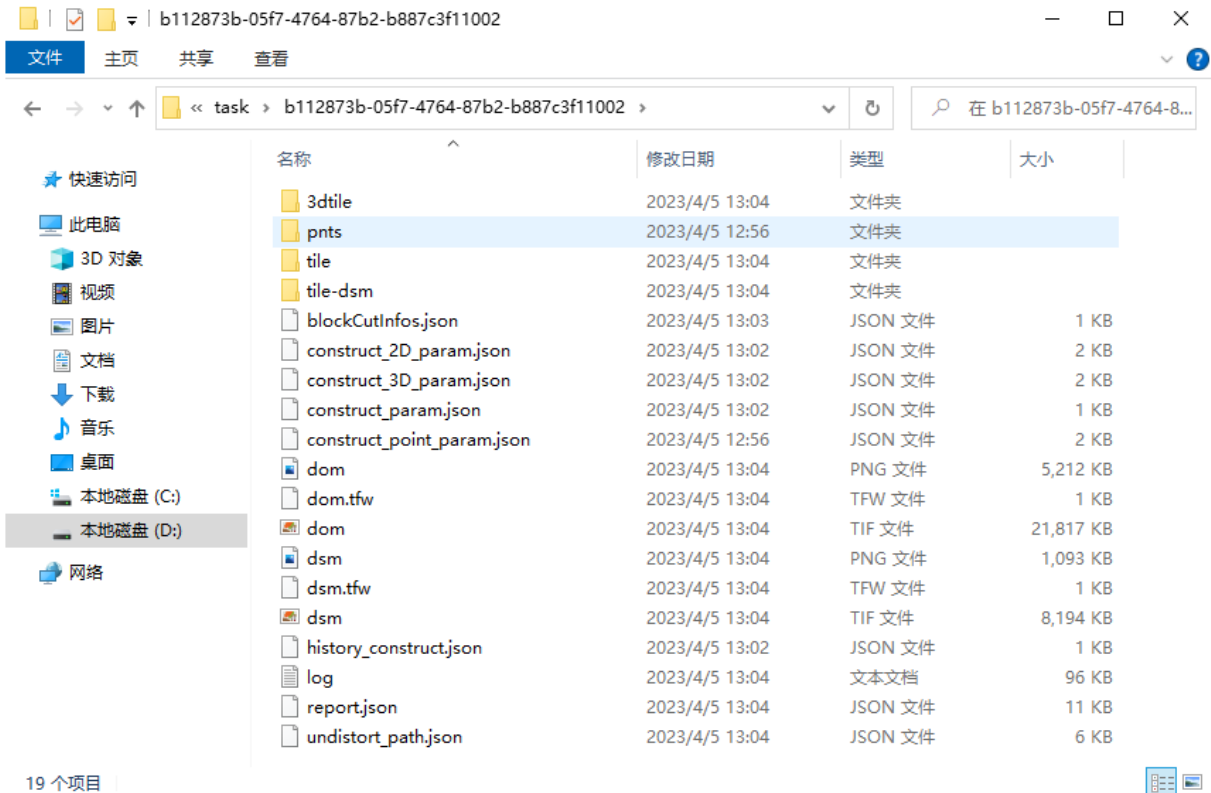 b112873b-05f7-4764-87b2-b887c3f11002
文件 主页 共享 查看
« task › b112873b-05f7-4764-87b2-b887c3f11002 › 在 b112873b-05f7-4764-8...
名称 修改日期 类型 大小
快速访问
此电脑
3D 对象
视频
图片
文档
下载
音乐
桌面
本地磁盘 (C:)
本地磁盘 (D:)
网络
3dtile 2023/4/5 13:04 文件夹
pnts 2023/4/5 12:56 文件夹
tile 2023/4/5 13:04 文件夹
tile-dsm 2023/4/5 13:04 文件夹
blockCutInfos.json 2023/4/5 13:03 JSON 文件 1 KB
construct_2D_param.json 2023/4/5 13:02 JSON 文件 2 KB
construct_3D_param.json 2023/4/5 13:02 JSON 文件 2 KB
construct_param.json 2023/4/5 13:02 JSON 文件 1 KB
construct_point_param.json 2023/4/5 12:56 JSON 文件 2 KB
dom 2023/4/5 13:04 PNG 文件 5,212 KB
dom.tfw 2023/4/5 13:04 TFW 文件 1 KB
dom 2023/4/5 13:04 TIF 文件 21,817 KB
dsm 2023/4/5 13:04 PNG 文件 1,093 KB
dsm.tfw 2023/4/5 13:04 TFW 文件 1 KB
dsm 2023/4/5 13:04 TIF 文件 8,194 KB
history_construct.json 2023/4/5 13:02 JSON 文件 1 KB
log 2023/4/5 13:04 文本文档 96 KB
report.json 2023/4/5 13:04 JSON 文件 11 KB
undistort_path.json 2023/4/5 13:04 JSON 文件 6 KB
19 个项目